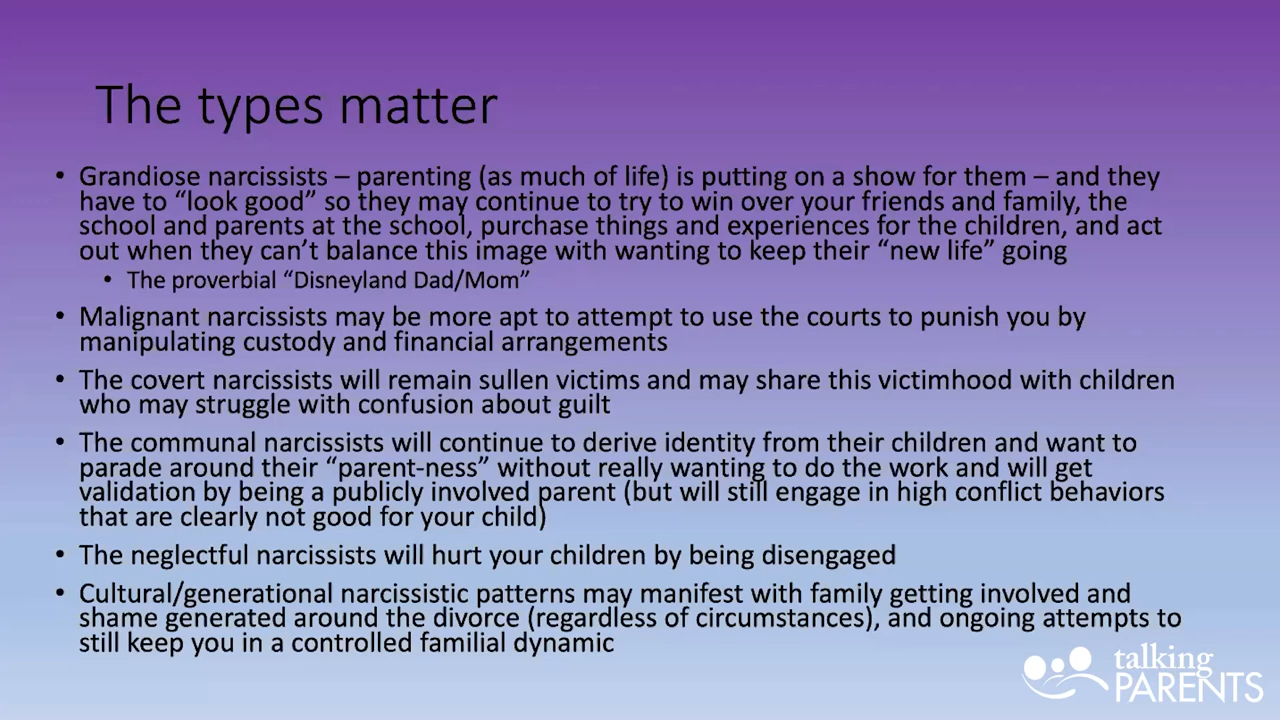 The types matter
• Grandiose narcissists – parenting (as much of life) is putting on a show for them – and they
have to “look good” so they may continue to try to win over your friends and family, the
school and parents at the school, purchase things and experiences for the children, and act
out when they can’t balance this image with wanting to keep their “new life” going
• The proverbial “Disneyland Dad/Mom”
• Malignant narcissists may be more apt to attempt to use the courts to punish you by
manipulating custody and financial arrangements
• The covert narcissists will remain sullen victims and may share this victimhood with children
who may struggle with confusion about guilt
• The communal narcissists will continue to derive identity from their children and want to
parade around their “parent-ness” without really wanting to do the work and will get
validation by being a publicly involved parent (but will still engage in high conflict behaviors
that are clearly not good for your child)
• The neglectful narcissists will hurt your children by being disengaged
• Cultural/generational narcissistic patterns may manifest with family getting involved and
shame generated around the divorce (regardless of circumstances), and ongoing attempts to
still keep you in a controlled familial dynamic
talking
PARENTS